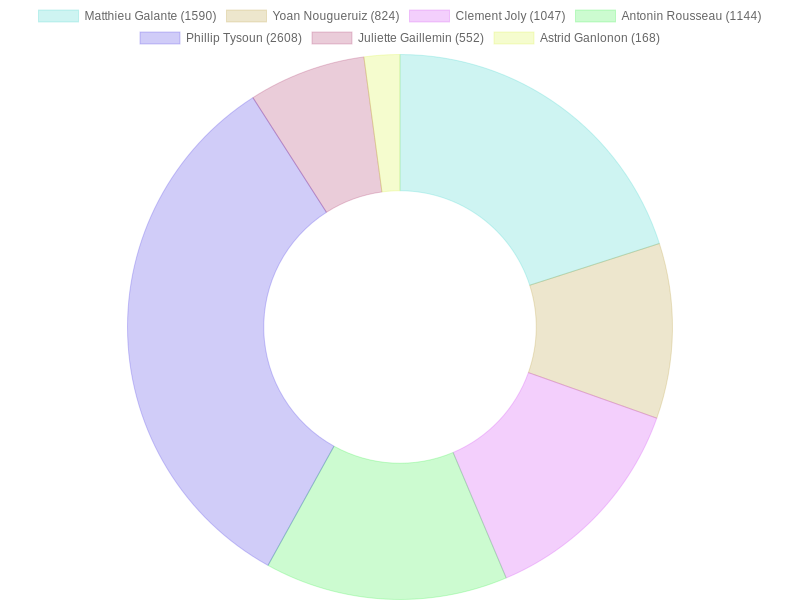 Matthieu Galante (1590) Yoan Nougueruiz (824) Clement Joly (1047) Antonin Rousseau (1144)
Phillip Tysoun (2608) Juliette Gaillemin (552) Astrid Ganlonon (168)